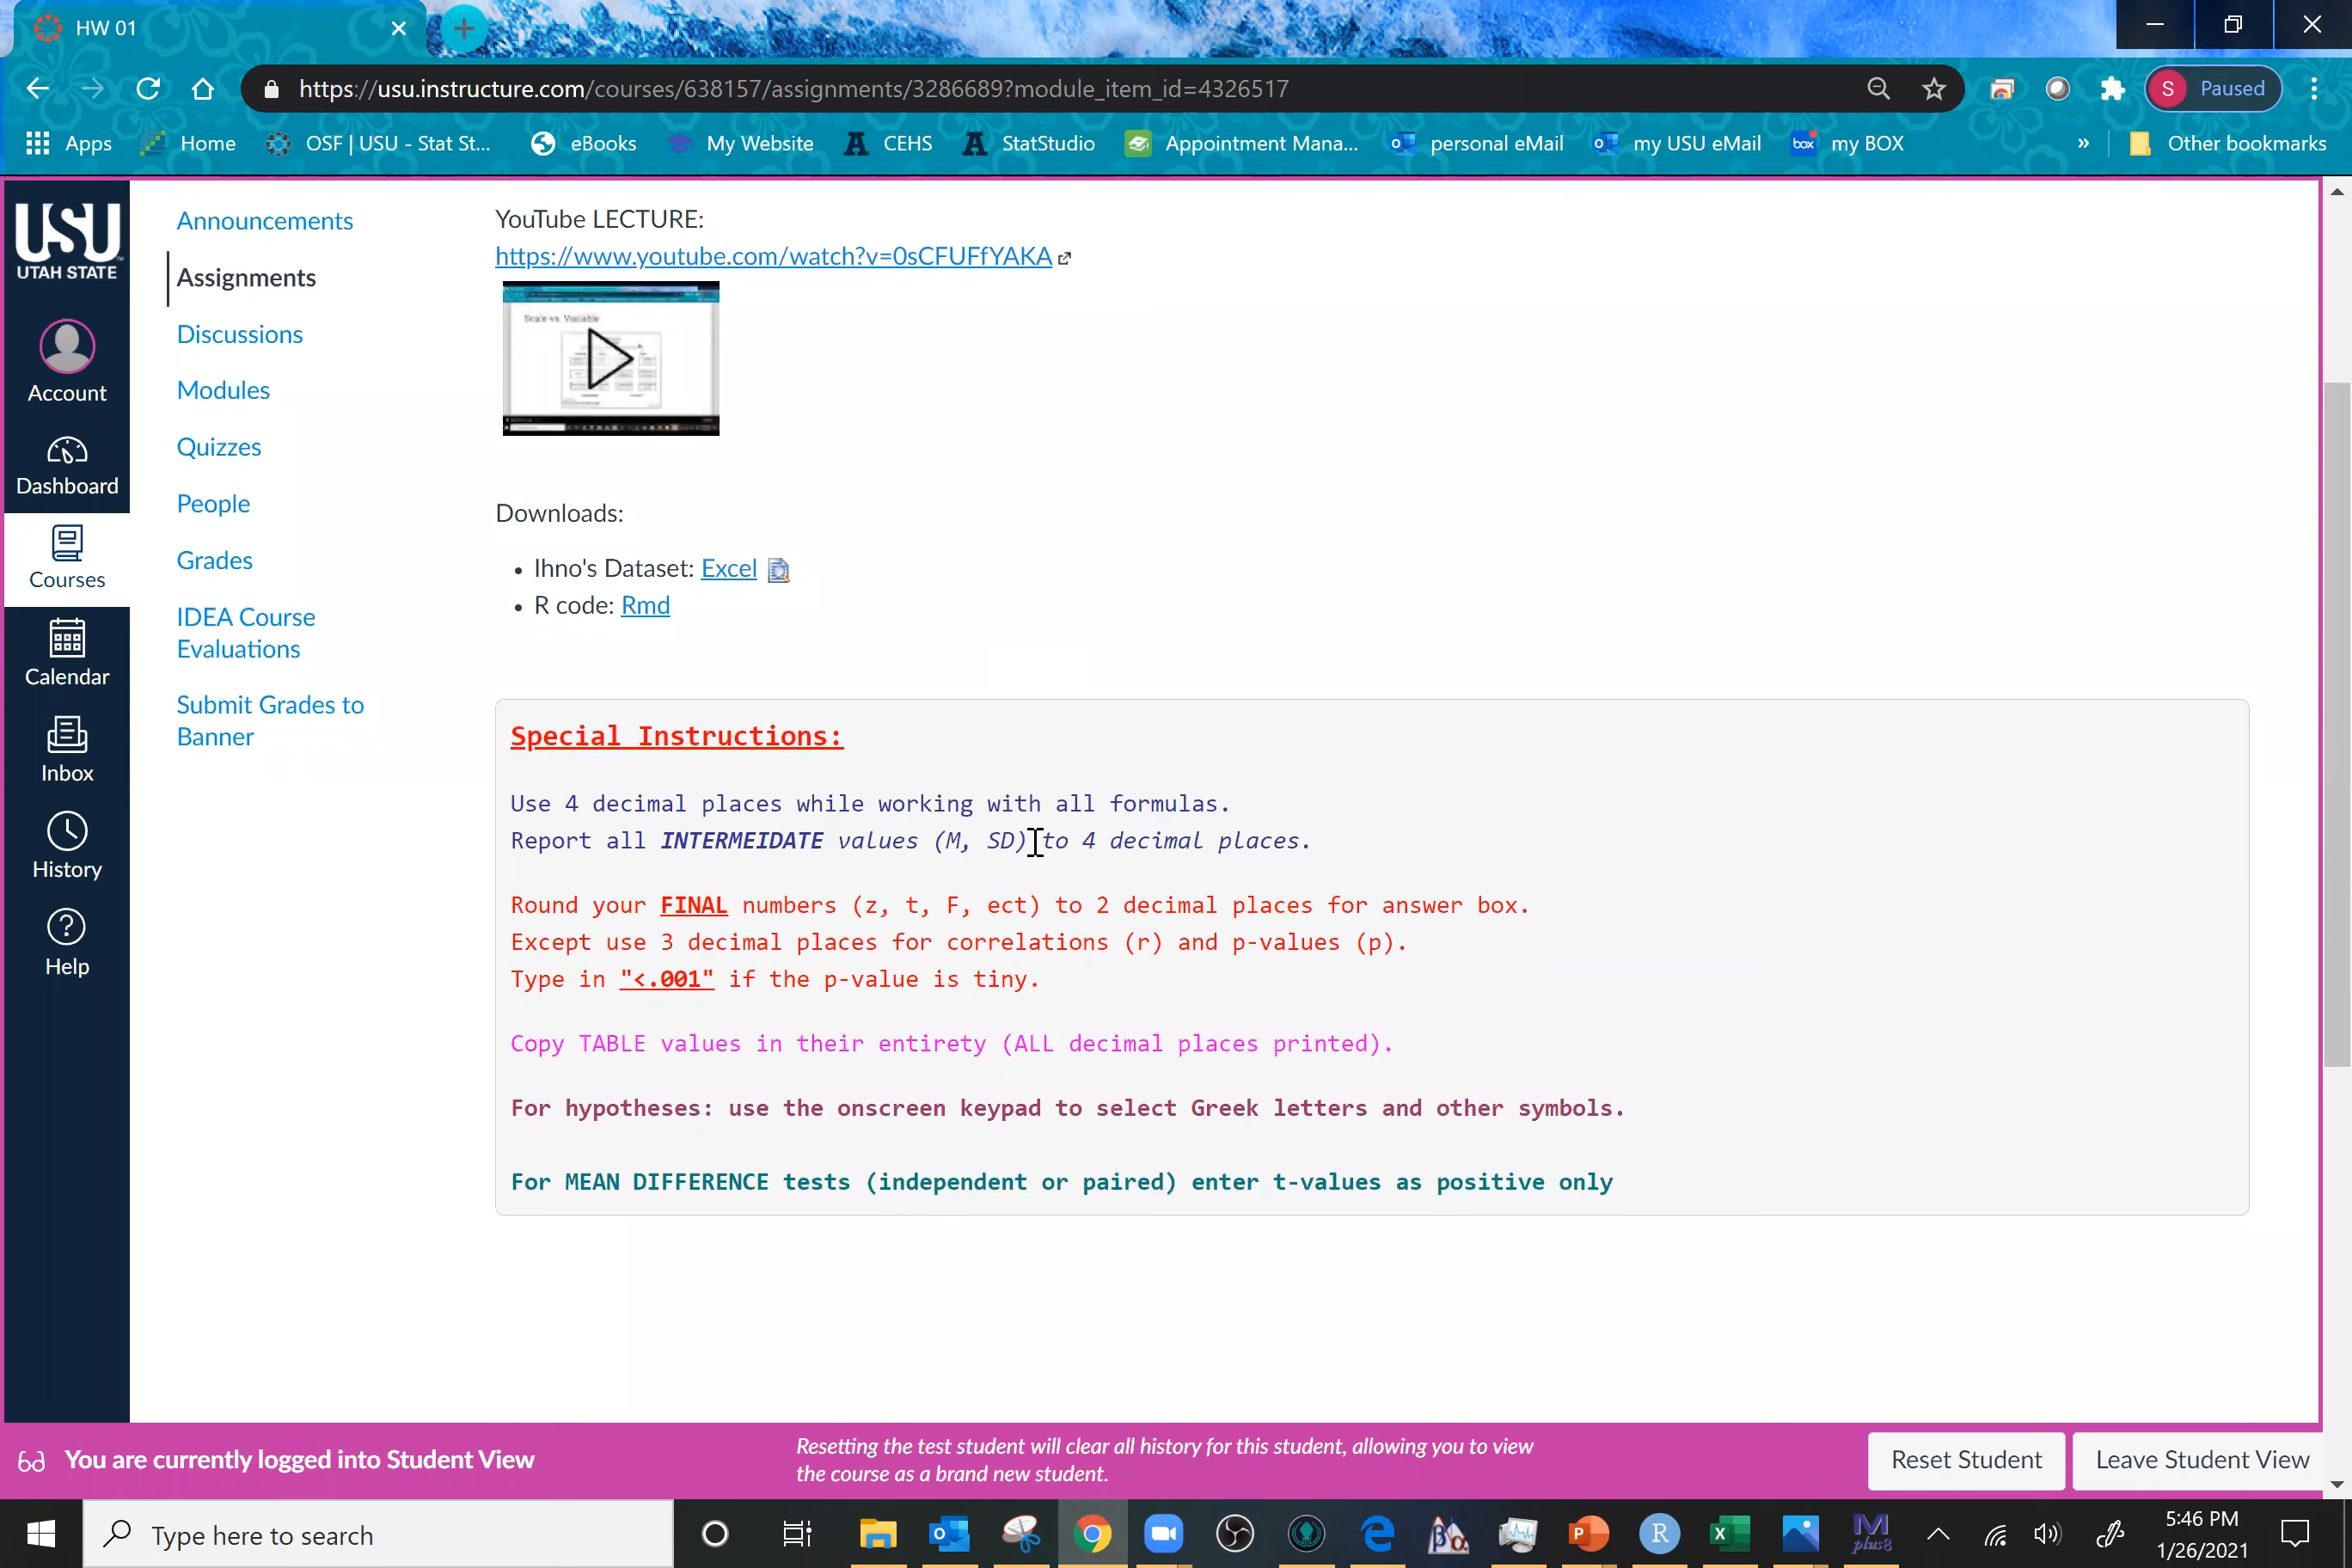 HW 01
https://usu.instructure.com/courses/638157/assignments/3286689?module_item_id=4326517
S Paused
Apps Home OSF | USU - Stat St... eBooks My Website CEHS StatStudio Appointment Mana... personal eMail my USU eMail box my BOX » Other bookmarks
USU
UTAH STATE
Account
Dashboard
Courses
Calendar
Inbox
History
Help
Announcements
Assignments
Discussions
Modules
Quizzes
People
Grades
IDEA Course
Evaluations
Submit Grades to
Banner
YouTube LECTURE:
https://www.youtube.com/watch?v=0sCFUFfYAKA
Scale vs. Variable
Downloads:
• Ihno's Dataset: Excel
• R code: Rmd
Special Instructions:
Use 4 decimal places while working with all formulas.
Report all INTERMEIDATE values (M, SD) to 4 decimal places.
Round your FINAL numbers (z, t, F, ect) to 2 decimal places for answer box.
Except use 3 decimal places for correlations (r) and p-values (p).
Type in "<.001" if the p-value is tiny.
Copy TABLE values in their entirety (ALL decimal places printed).
For hypotheses: use the onscreen keypad to select Greek letters and other symbols.
For MEAN DIFFERENCE tests (independent or paired) enter t-values as positive only
You are currently logged into Student View
Resetting the test student will clear all history for this student, allowing you to view
the course as a brand new student.
Reset Student
Leave Student View
Type here to search
5:46 PM
1/26/2021